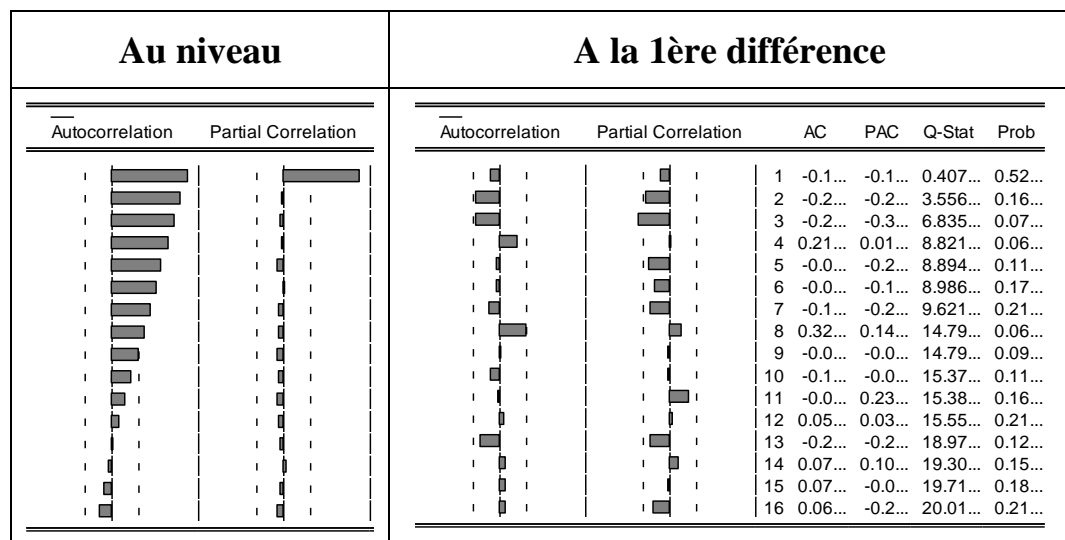 Au niveau
A la 1ère différence
Autocorrelation Partial Correlation
Autocorrelation Partial Correlation AC PAC Q-Stat Prob
1 -0.1... -0.1... 0.407... 0.52...
2 -0.2... -0.2... 3.556... 0.16...
3 -0.2... -0.3... 6.835... 0.07...
4 0.21... 0.01... 8.821... 0.06...
5 -0.0... -0.2... 8.894... 0.11...
6 -0.0... -0.1... 8.986... 0.17...
7 -0.1... -0.2... 9.621... 0.21...
8 0.32... 0.14... 14.79... 0.06...
9 -0.0... -0.0... 14.79... 0.09...
10 -0.1... -0.0... 15.37... 0.11...
11 -0.0... 0.23... 15.38... 0.16...
12 0.05... 0.03... 15.55... 0.21...
13 -0.2... -0.2... 18.97... 0.12...
14 0.07... 0.10... 19.30... 0.15...
15 0.07... -0.0... 19.71... 0.18...
16 0.06... -0.2... 20.01... 0.21...